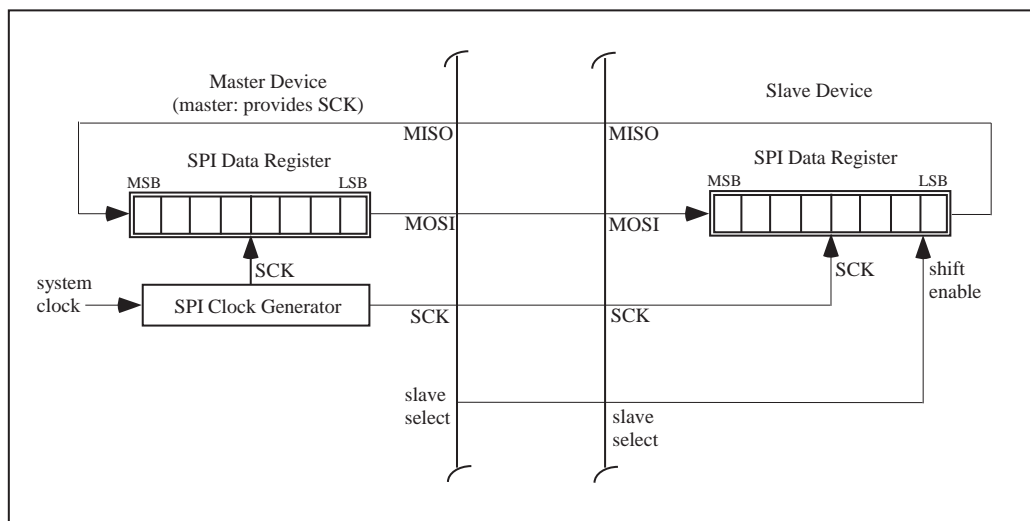 Master Device
(master: provides SCK)
Slave Device
MISO
MISO
SPI Data Register
SPI Data Register
MSB
LSB
MSB
LSB
MOSI
MOSI
SCK
SCK
system
clock
SPI Clock Generator
shift
enable
SCK
SCK
slave
select
slave
select